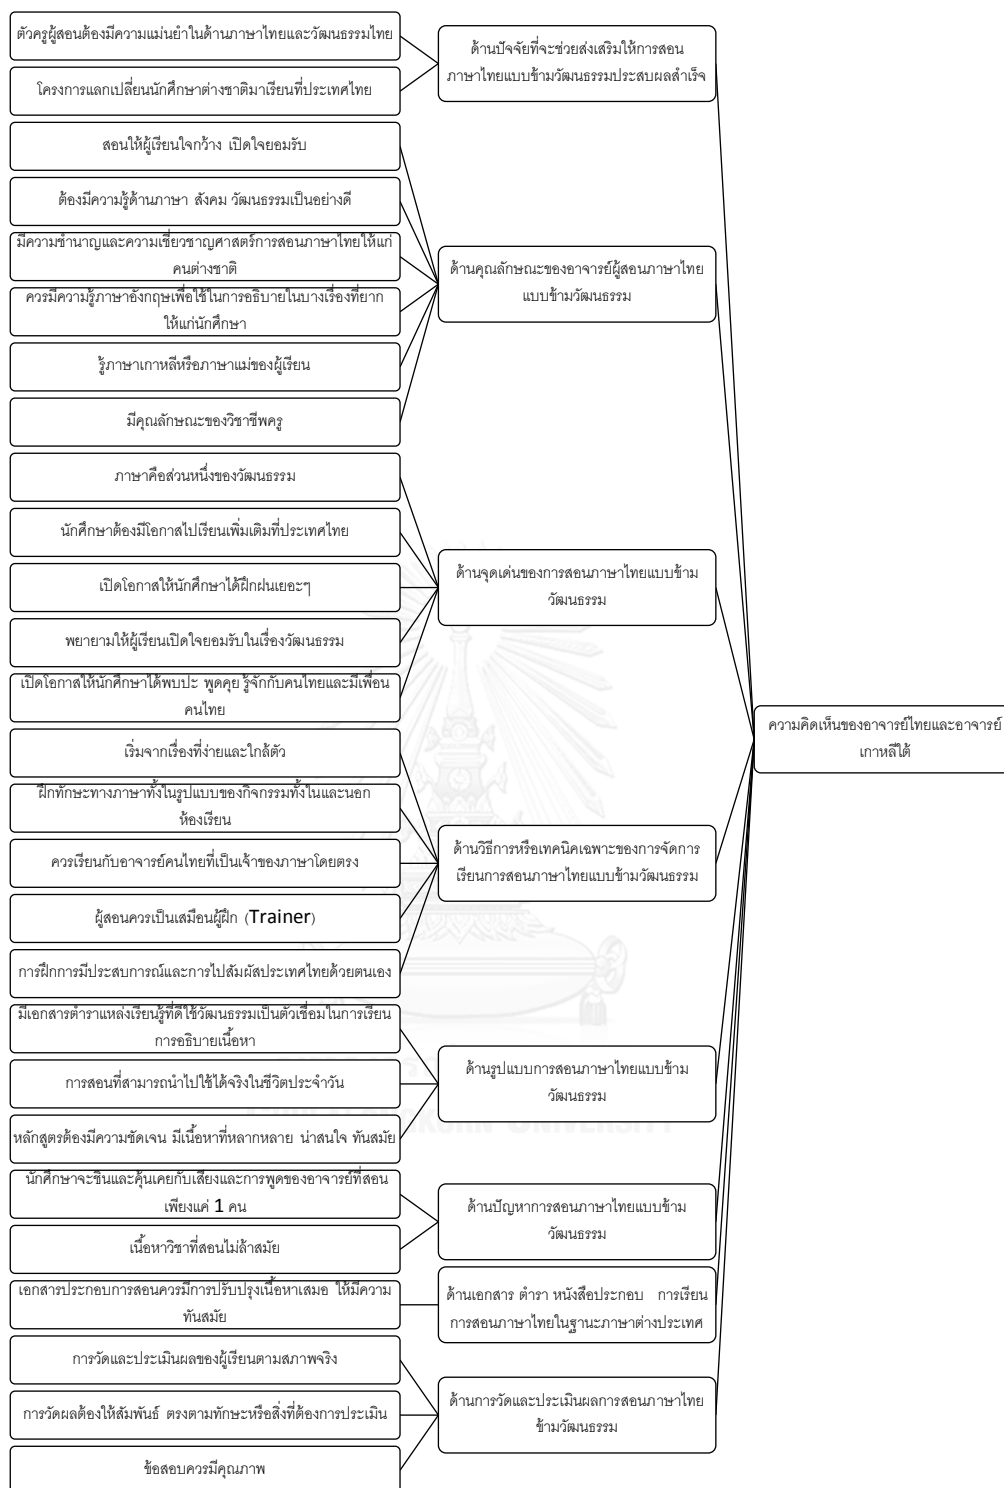 ตัวครูผู้สอนต้องมีความแม่นยำในด้านภาษาไทยและวัฒนธรรมไทย
โครงการแลกเปลี่ยนนักศึกษาต่างชาติมาเรียนที่ประเทศไทย
ด้านปัจจัยที่จะช่วยส่งเสริมให้การสอน
ภาษาไทยแบบข้ามวัฒนธรรมประสบผลสำเร็จ
สอนให้ผู้เรียนใจกว้าง เปิดใจยอมรับ
ต้องมีความรู้ด้านภาษา สังคม วัฒนธรรมเป็นอย่างดี
มีความชำนาญและความเชี่ยวชาญศาสตร์การสอนภาษาไทยให้แก่
คนต่างชาติ
ควรมีความรู้ภาษาอังกฤษเพื่อใช้ในการอธิบายในบางเรื่องที่ยาก
ให้แก่นักศึกษา
รู้ภาษาเกาหลีหรือภาษาแม่ของผู้เรียน
มีคุณลักษณะของวิชาชีพครู
ด้านคุณลักษณะของอาจารย์ผู้สอนภาษาไทย
แบบข้ามวัฒนธรรม
ภาษาคือส่วนหนึ่งของวัฒนธรรม
นักศึกษาต้องมีโอกาสไปเรียนเพิ่มเติมที่ประเทศไทย
เปิดโอกาสให้นักศึกษาได้ฝึกฝนเยอะๆ
พยายามให้ผู้เรียนเปิดใจยอมรับในเรื่องวัฒนธรรม
เปิดโอกาสให้นักศึกษาได้พบปะ พูดคุย รู้จักกับคนไทยและมีเพื่อน
คนไทย
ด้านจุดเด่นของการสอนภาษาไทยแบบข้าม
วัฒนธรรม
เริ่มจากเรื่องที่ง่ายและใกล้ตัว
ฝึกทักษะทางภาษาทั้งในรูปแบบของกิจกรรมทั้งในและนอก
ห้องเรียน
ควรเรียนกับอาจารย์คนไทยที่เป็นเจ้าของภาษาโดยตรง
ผู้สอนควรเป็นเสมือนผู้ฝึก (Trainer)
การฝึกการมีประสบการณ์และการไปสัมผัสประเทศไทยด้วยตนเอง
ด้านวิธีการหรือเทคนิคเฉพาะของการจัดการ
เรียนการสอนภาษาไทยแบบข้ามวัฒนธรรม
มีเอกสารตำราแหล่งเรียนรู้ที่ดีใช้วัฒนธรรมเป็นตัวเชื่อมในการเรียน
การอธิบายเนื้อหา
การสอนที่สามารถนำไปใช้ได้จริงในชีวิตประจำวัน
หลักสูตรต้องมีความชัดเจน มีเนื้อหาที่หลากหลาย น่าสนใจ ทันสมัย
ด้านรูปแบบการสอนภาษาไทยแบบข้าม
วัฒนธรรม
นักศึกษาจะชินและคุ้นเคยกับเสียงและการพูดของอาจารย์ที่สอน
เพียงแค่ 1 คน
เนื้อหาวิชาที่สอนไม่ล้าสมัย
ด้านปัญหาการสอนภาษาไทยแบบข้าม
วัฒนธรรม
เอกสารประกอบการสอนควรมีการปรับปรุงเนื้อหาเสมอ ให้มีความ
ทันสมัย
ด้านเอกสาร ตำรา หนังสือประกอบ การเรียน
การสอนภาษาไทยในฐานะภาษาต่างประเทศ
การวัดและประเมินผลของผู้เรียนตามสภาพจริง
การวัดผลต้องให้สัมพันธ์ ตรงตามทักษะหรือสิ่งที่ต้องการประเมิน
ข้อสอบควรมีคุณภาพ
ด้านการวัดและประเมินผลการสอนภาษาไทย
ข้ามวัฒนธรรม
ความคิดเห็นของอาจารย์ไทยและอาจารย์
เกาหลีใต้